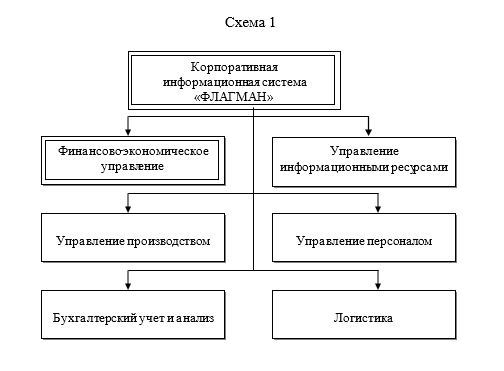 Схема 1
Корпоративная
информационная система
«ФЛАГМАН»
Финансово-экономическое
управление
Управление
информационными ресурсами
Управление производством
Управление персоналом
Бухгалтерский учет и анализ
Логистика